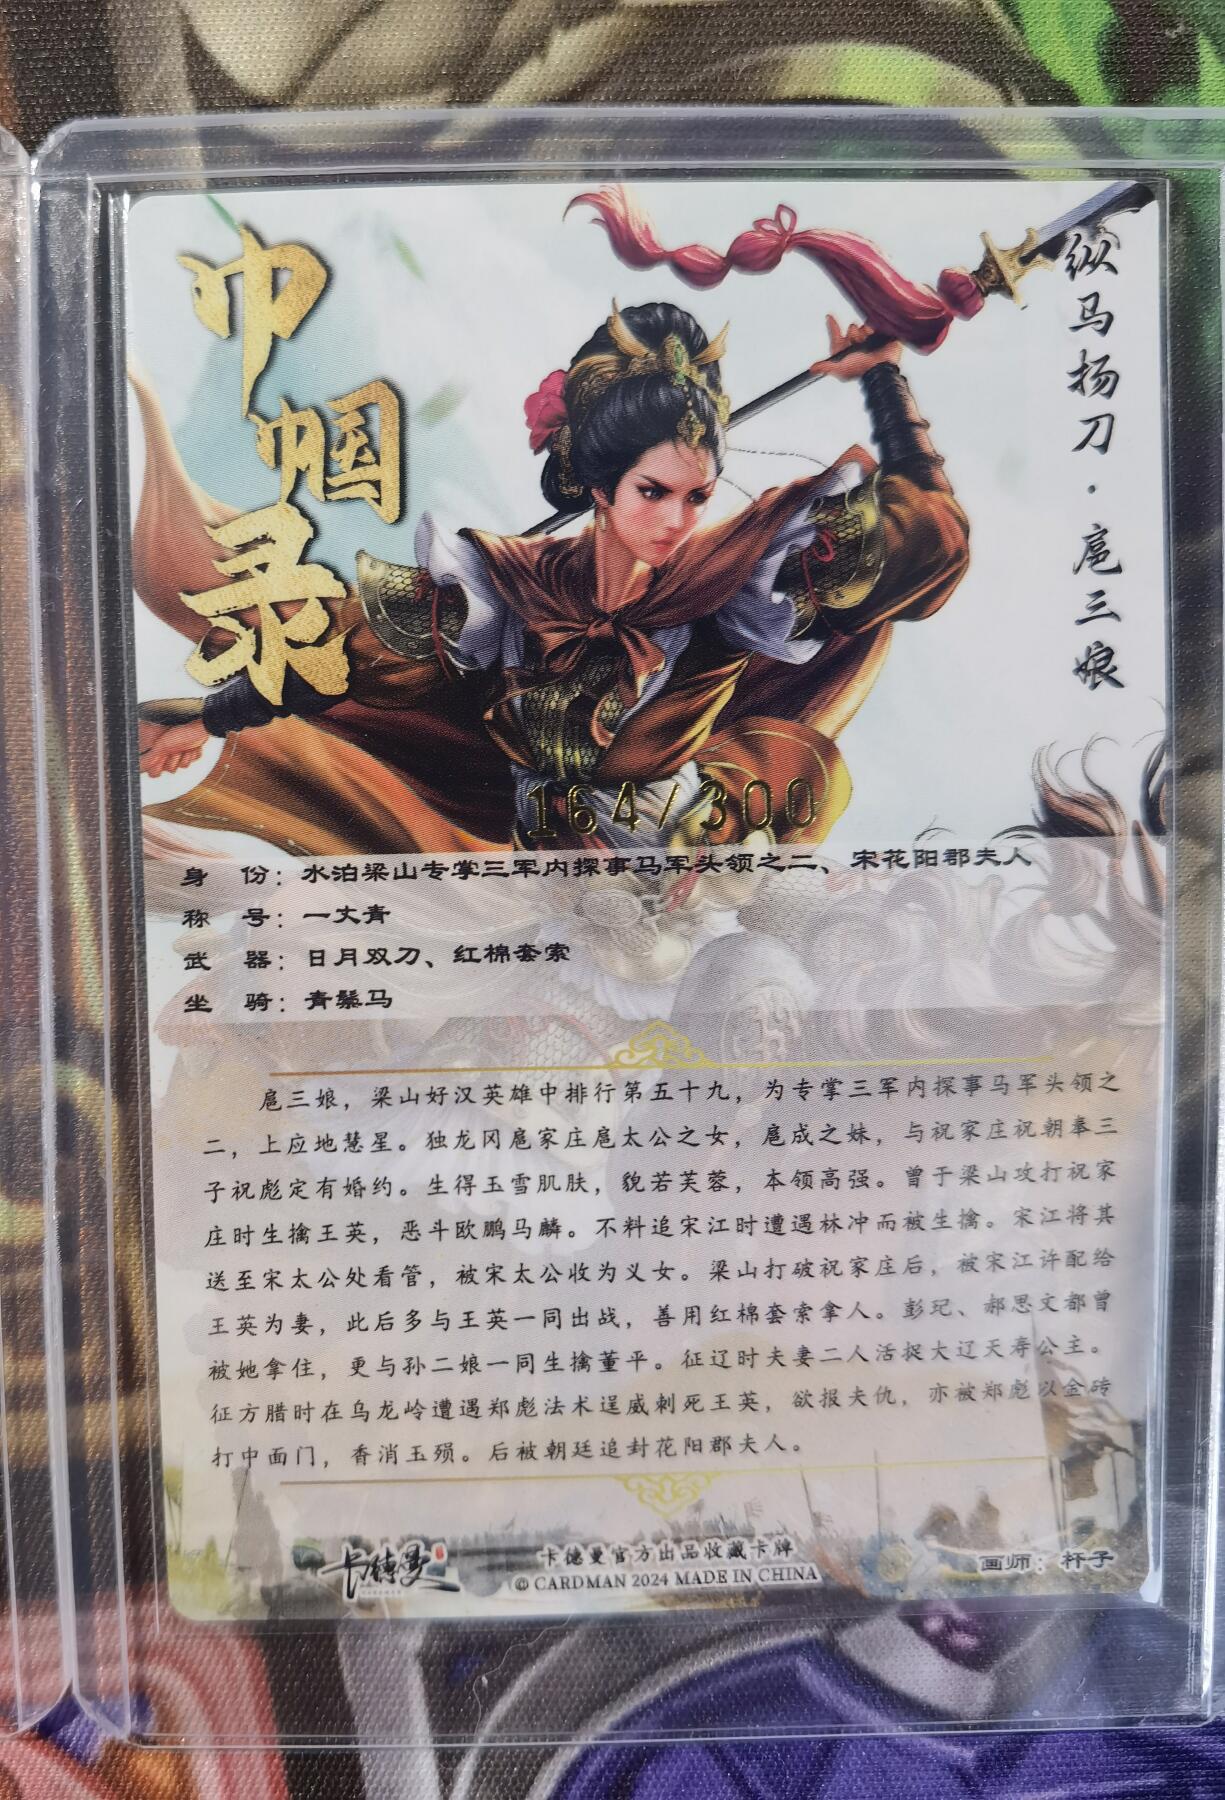 巾帼录
纵马扬刀·扈三娘
164/300
身 份：水泊梁山专掌三军内探事马军头领之二、宋花阳郡夫人
称 号：一丈青
武 器：日月双刀、红棉套索
坐 骑：青鬃马
扈三娘，梁山好汉英雄中排行第五十九，为专掌三军内探事马军头领之
二，上应地慧星。独龙冈扈家庄扈太公之女，扈成之妹，与祝家庄祝朝奉三
子祝彪定有婚约。生得玉雪肌肤，貌若芙蓉，本领高强。曾于梁山攻打祝家
庄时生擒王英，恶斗欧鹏马麟。不料追宋江时遭遇林冲而被生擒。宋江将其
送至宋太公处看管，被宋太公收为义女。梁山打破祝家庄后，被宋江许配给
王英为妻，此后多与王英一同出战，善用红棉套索拿人。彭玘、郝思文都曾
被她拿住，更与孙二娘一同生擒董平。征辽时夫妻二人活捉大辽天寿公主。
征方腊时在乌龙岭遭遇郑彪法术逞威刺死王英，欲报夫仇，亦被郑彪以金砖
打中面门，香消玉殒。后被朝廷追封花阳郡夫人。
卡德曼
卡德曼官方出品收藏卡牌
© CARDMAN 2024 MADE IN CHINA
画师：杆子